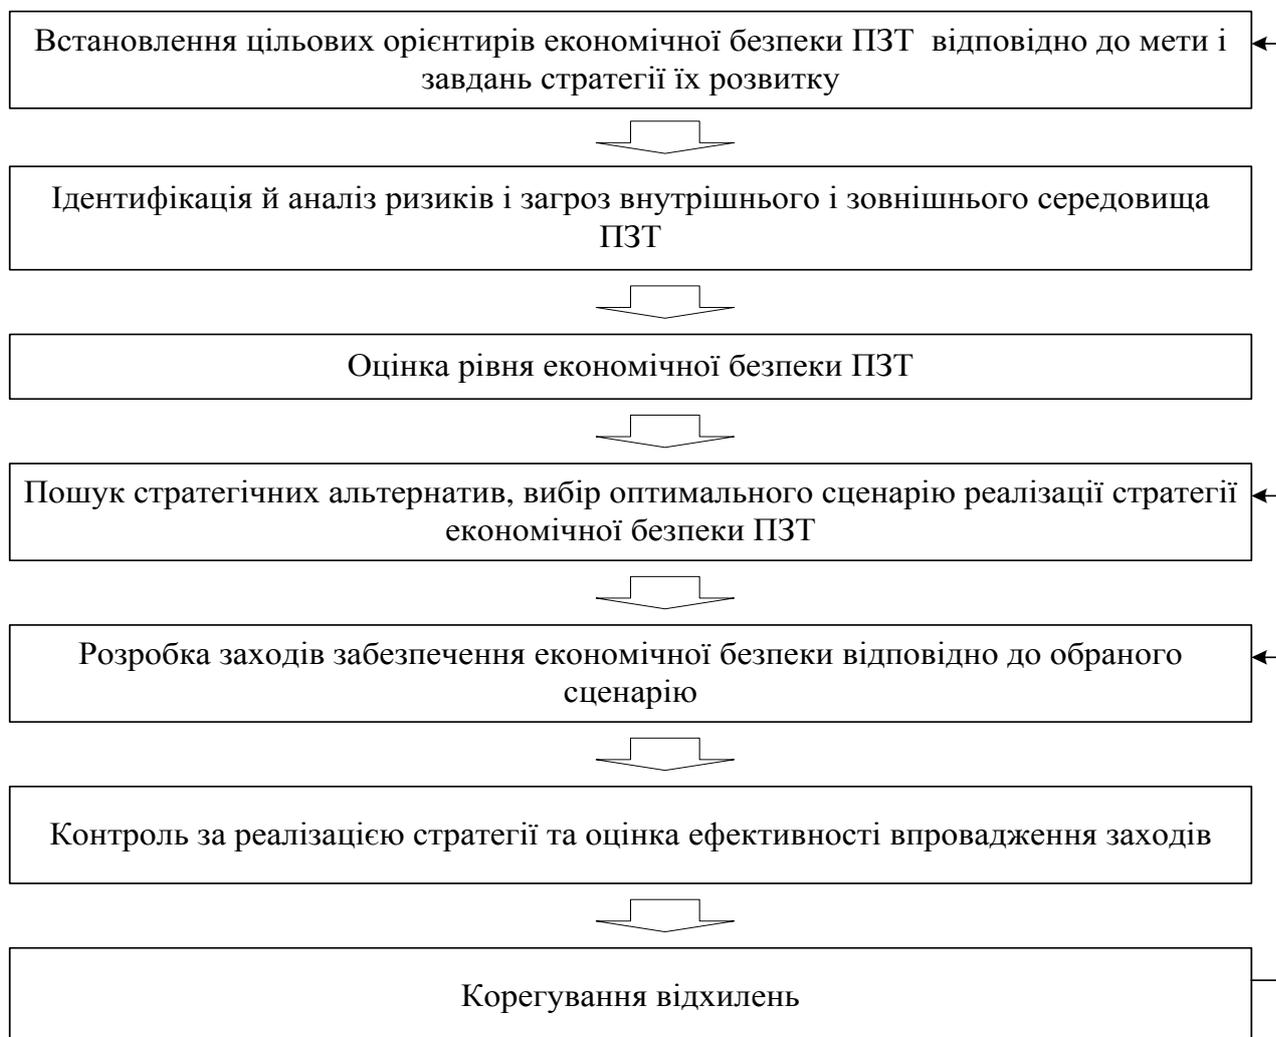 Встановлення цільових орієнтирів економічної безпеки ПЗТ відповідно до мети і
завдань стратегії їх розвитку
Ідентифікація й аналіз ризиків і загроз внутрішнього і зовнішнього середовища
ПЗТ
Оцінка рівня економічної безпеки ПЗТ
Пошук стратегічних альтернатив, вибір оптимального сценарію реалізації стратегії
економічної безпеки ПЗТ
Розробка заходів забезпечення економічної безпеки відповідно до обраного
сценарію
Контроль за реалізацією стратегії та оцінка ефективності впровадження заходів
Корегування відхилень